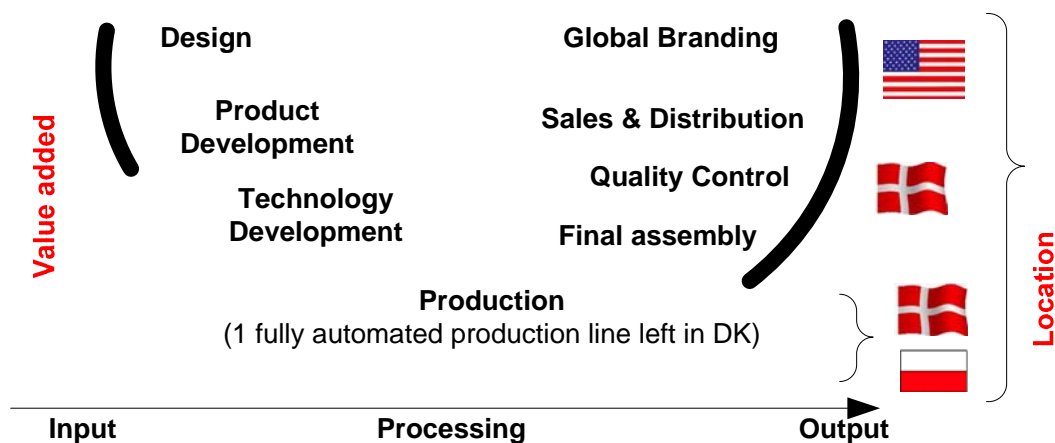 Design
Global Branding
Product
Development
Sales & Distribution
Quality Control
Technology
Development
Final assembly
Production
(1 fully automated production line left in DK)
Value added
Location
Input
Processing
Output